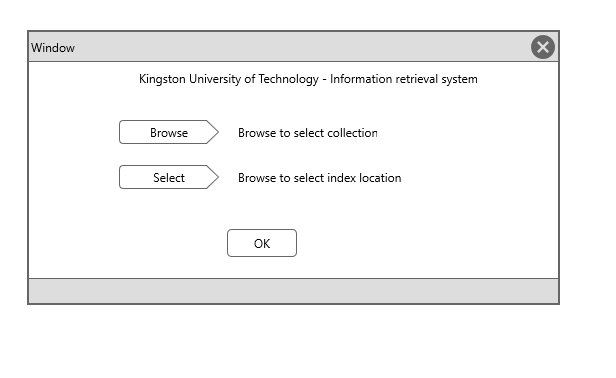 Window
Kingston University of Technology - Information retrieval system
Browse Browse to select collection
Select Browse to select index location
OK